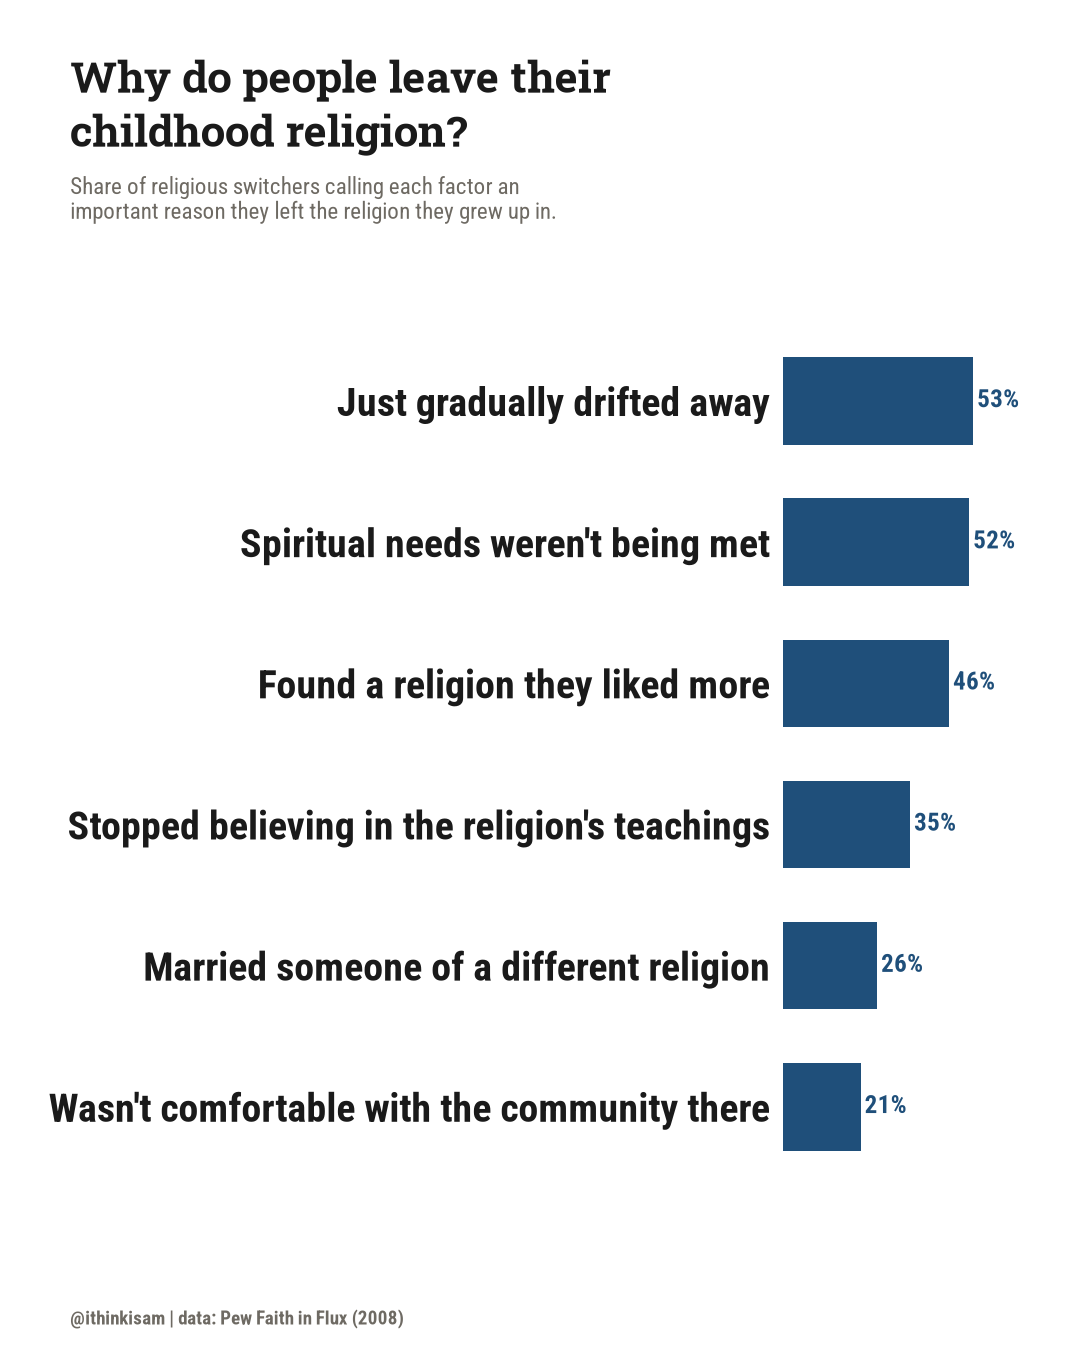 Why do people leave their
childhood religion?
Share of religious switchers calling each factor an
important reason they left the religion they grew up in.
Just gradually drifted away 53%
Spiritual needs weren't being met 52%
Found a religion they liked more 46%
Stopped believing in the religion's teachings 35%
Married someone of a different religion 26%
Wasn't comfortable with the community there 21%
@ithinkisam | data: Pew Faith in Flux (2008)